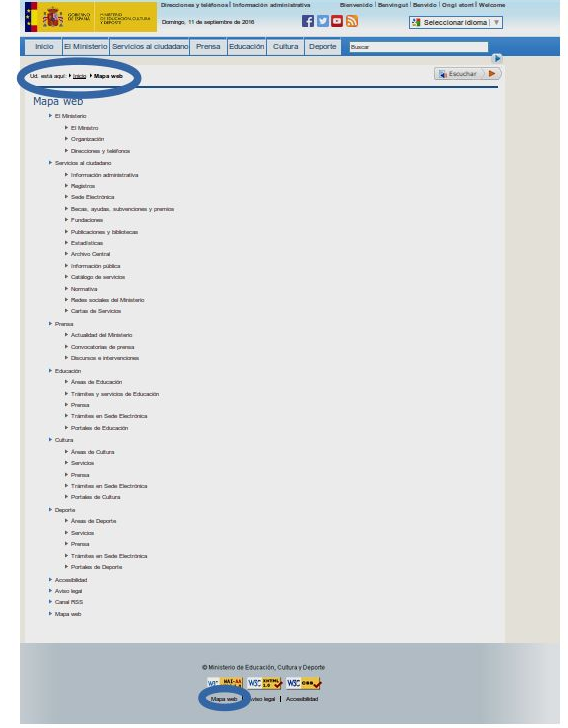 Direcciones y teléfonos | Información administrativa
Bienvenido | Benvingut | Benvido | Ongi etorri | Welcome
GOBIERNO DE ESPAÑA
MINISTERIO DE EDUCACIÓN, CULTURA Y DEPORTE
Domingo, 11 de septiembre de 2016
Seleccionar idioma
Inicio El Ministerio Servicios al ciudadano Prensa Educación Cultura Deporte Buscar
Ud. está aquí: Inicio Mapa web
Escuchar
Mapa web
El Ministerio
El Ministro
Organización
Direcciones y teléfonos
Servicios al ciudadano
Información administrativa
Registros
Sede Electrónica
Becas, ayudas, subvenciones y premios
Fundaciones
Publicaciones y bibliotecas
Estadísticas
Archivo Central
Información pública
Catálogo de servicios
Normativa
Redes sociales del Ministerio
Cartas de Servicios
Prensa
Actualidad del Ministerio
Convocatorias de prensa
Discursos e intervenciones
Educación
Áreas de Educación
Trámites y servicios de Educación
Prensa
Trámites en Sede Electrónica
Portales de Educación
Cultura
Áreas de Cultura
Servicios
Prensa
Trámites en Sede Electrónica
Portales de Cultura
Deporte
Áreas de Deporte
Servicios
Prensa
Trámites en Sede Electrónica
Portales de Deporte
Accesibilidad
Aviso legal
Canal RSS
Mapa web
© Ministerio de Educación, Cultura y Deporte
W3C WAI-AA W3C XHTML 1.0 W3C css
Mapa web | Aviso legal | Accesibilidad